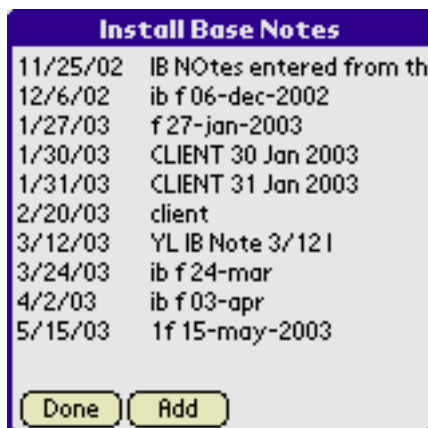 Install Base Notes
11/25/02 IB NOtes entered from th
12/6/02 ib f 06-dec-2002
1/27/03 f 27-jan-2003
1/30/03 CLIENT 30 Jan 2003
1/31/03 CLIENT 31 Jan 2003
2/20/03 client
3/12/03 YL IB Note 3/12 l
3/24/03 ib f 24-mar
4/2/03 ib f 03-apr
5/15/03 1f 15-may-2003
Done Add